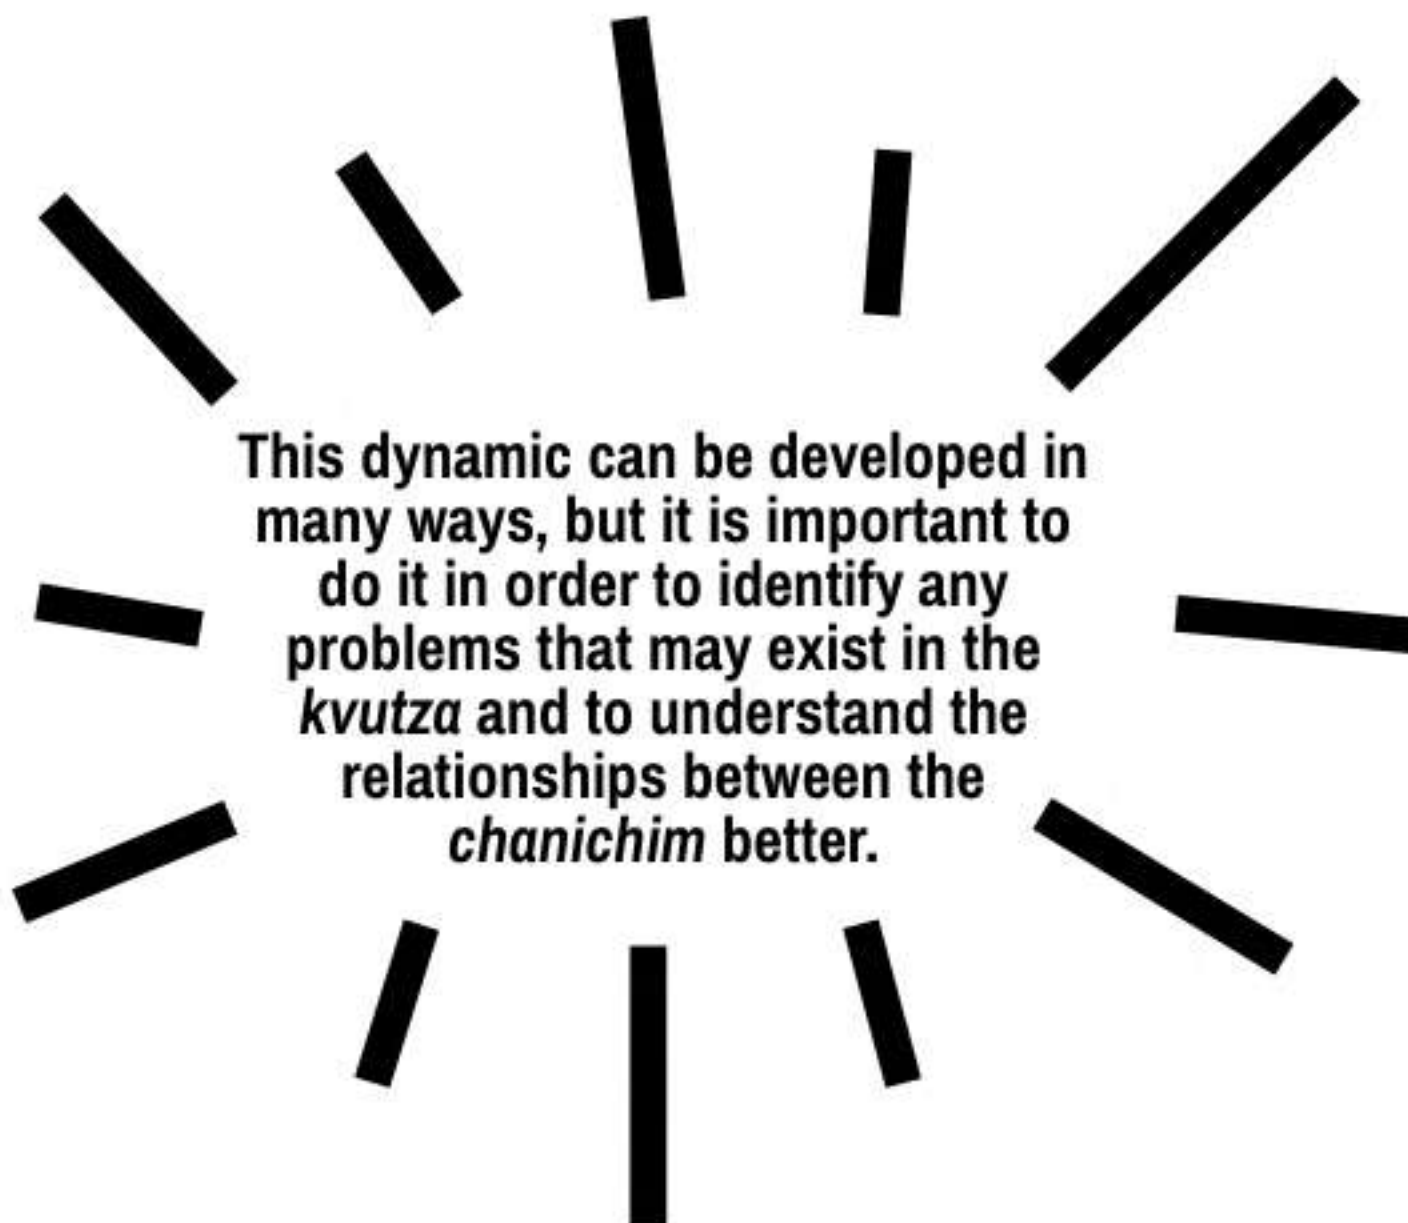 This dynamic can be developed in
many ways, but it is important to
do it in order to identify any
problems that may exist in the
kvutza and to understand the
relationships between the
chanichim better.